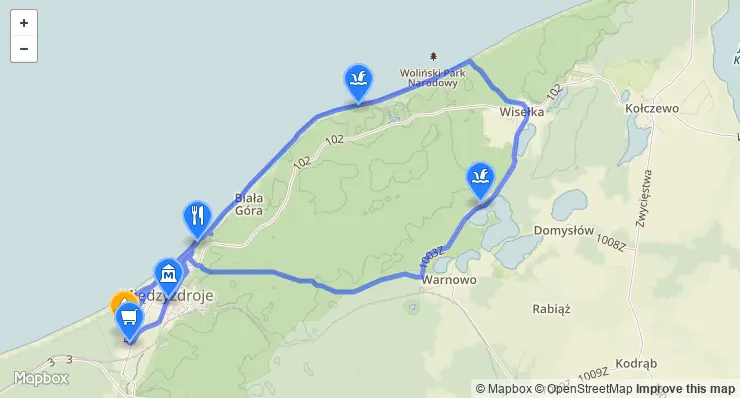 +
−
Woliński Park
Narodowy
102
Wisełka
Kołczewo
102
102
Zwycięstwa
Biała
Góra
Domysłów
1008Z
1003Z
Warnowo
Międzyzdroje
Rabiąż
3
3
Kodrąb
1009Z
Mapbox
© Mapbox © OpenStreetMap Improve this map